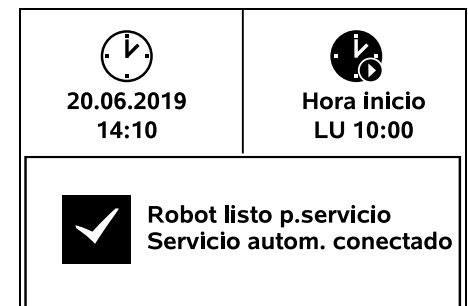 20.06.2019
14:10
Hora inicio
LU 10:00
Robot listo p.servicio
Servicio autom. conectado